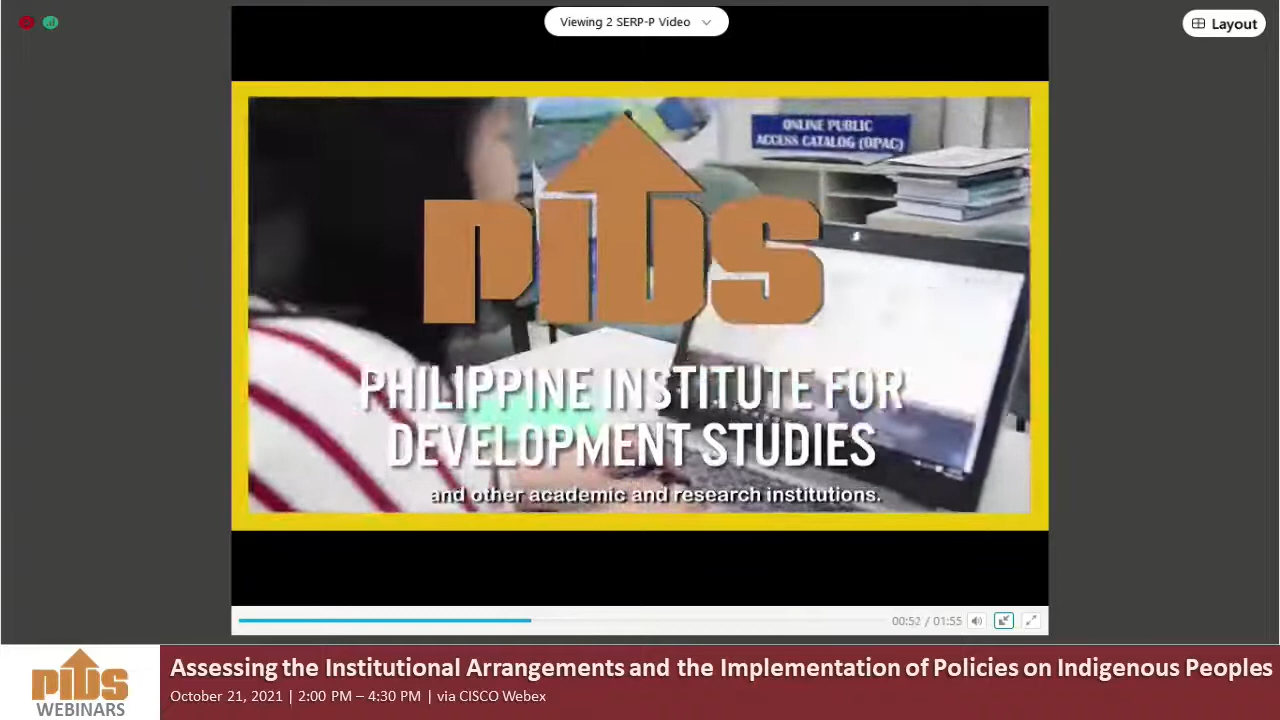 Viewing 2 SERP-P Video
Layout
ONLINE PUBLIC
ACCESS CATALOG (OPAC)
PIDS
PHILIPPINE INSTITUTE FOR
DEVELOPMENT STUDIES
and other academic and research institutions.
00:52 / 01:55
PIDS
WEBINARS
Assessing the Institutional Arrangements and the Implementation of Policies on Indigenous Peoples
October 21, 2021 | 2:00 PM – 4:30 PM | via CISCO Webex